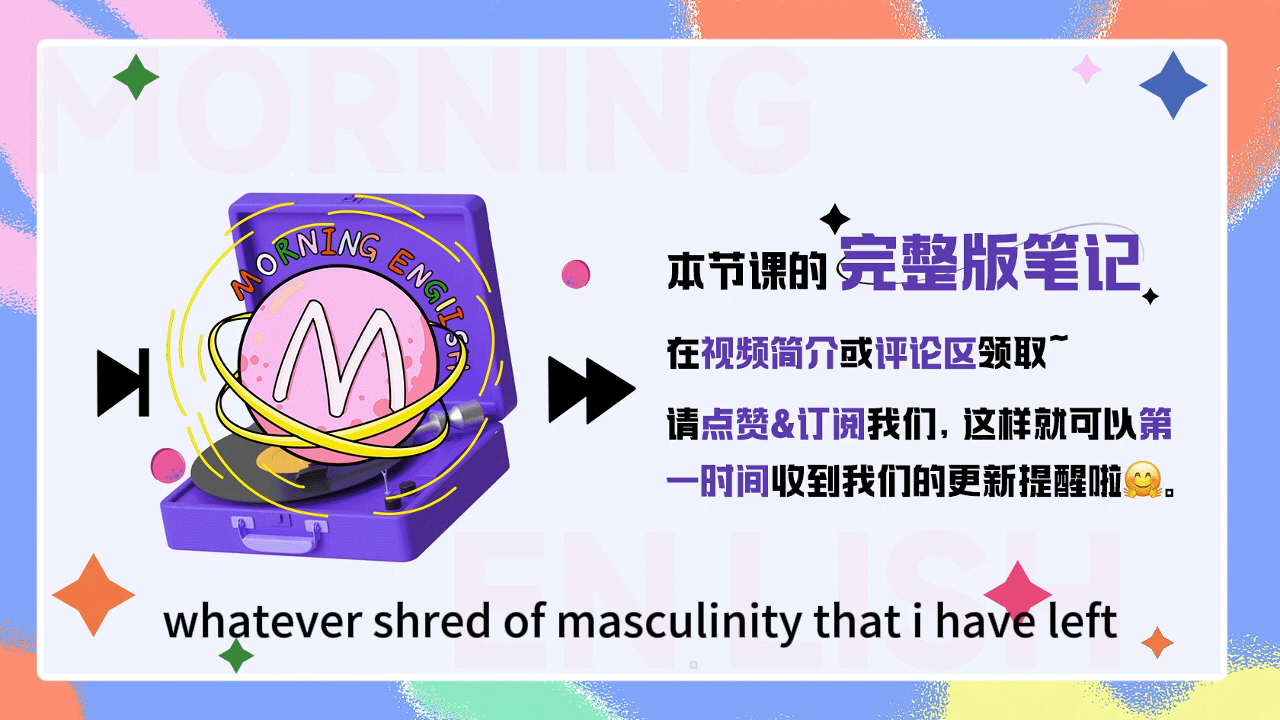 MORNING
MORNING ENGlISH
M
本节课的 完整版笔记
在视频简介或评论区领取~
请点赞&订阅我们，这样就可以第
一时间收到我们的更新提醒啦🤗。
EN LISH
whatever shred of masculinity that i have left